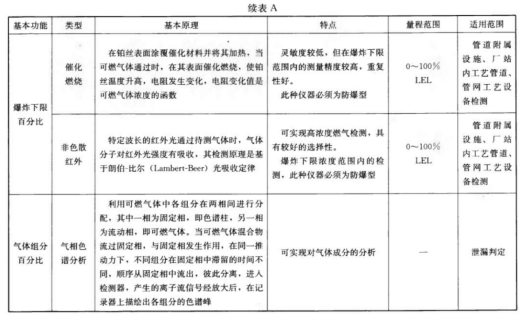 续表 A
基本功能 类型 基本原理 特点 量程范围 适用范围
爆炸下限
百分比
催化
燃烧
在铂丝表面涂覆催化材料并将其加热，当
可燃气体通过时，在其表面催化燃烧，使铂
丝温度升高，电阻发生变化，电阻变化值是
可燃气体浓度的函数
灵敏度较低，但在爆炸下限
范围内的测量精度较高，重复
性好。
此种仪器必须为防爆型
0～100%
LEL
管道附属
设施、厂站
内工艺管道、
管网工艺设
备检测
非色散
红外
特定波长的红外光通过待测气体时，气体
分子对红外光强度有吸收，其检测原理是基
于朗伯-比尔（Lambert-Beer）光吸收定律
可实现高浓度燃气检测，具
有较好的选择性。
爆炸下限浓度范围内的检
测，此种仪器必须为防爆型
0～100%
LEL
管道附属
设施、厂站
内工艺管道、
管网工艺设
备检测
气体组分
百分比
气相色
谱分析
利用可燃气体中各组分在两相间进行分
配，其中一相为固定相，即色谱柱，另一相
为流动相，即可燃气体。当可燃气体混合物
流过固定相，与固定相发生作用，在同一推
动力下，不同组分在固定相中滞留的时间不
同，顺序从固定相中流出，彼此分离，进入
检测器，产生的离子流信号经放大后，在记
录器上描绘出各组分的色谱峰
可实现对气体成分的分析
—
泄漏判定